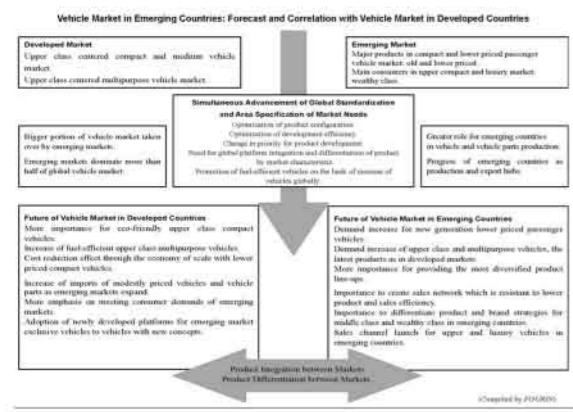 Vehicle Market in Emerging Countries: Forecast and Correlation with Vehicle Market in Developed Countries
Developed Market
Upper class centered compact and medium vehicle
market.
Upper class centered multipurpose vehicle market.
Emerging Market
Major products in compact and lower priced passenger
vehicle market: old and lower priced.
Main consumers in upper compact and luxury market:
wealthy class.
Simultaneous Advancement of Global Standardization
and Area Specification of Market Needs
Optimization of product configuration
Optimization of development efficiency
Change in priority for product development
Need for global platform integration and differentiation of product
by market characteristic
Promotion of fuel-efficient vehicles on the basis of increase of
vehicles globally
Bigger portion of vehicle market taken
over by emerging markets.
Emerging markets dominate more than
half of global vehicle market.
Greater role for emerging countries
in vehicle and vehicle parts production.
Progress of emerging countries as
production and export hubs.
Future of Vehicle Market in Developed Countries
More importance for eco-friendly upper class compact
vehicles.
Increase of fuel-efficient upper class multipurpose vehicles.
Cost reduction effect through the economy of scale with lower
priced compact vehicles.
Increase of imports of modestly priced vehicles and vehicle
parts as emerging markets expand.
More emphasis on meeting consumer demands of emerging
markets.
Adoption of newly developed platforms for emerging market
exclusive vehicles to vehicles with new concepts.
Future of Vehicle Market in Emerging Countries
Demand increase for new generation lower priced passenger
vehicles.
Demand increase of upper class and multipurpose vehicles, the
latest products as in developed markets.
More importance for providing the most diversified product
line-ups.
Importance to create sales network which is resistant to lower
product and sales efficiency.
Importance to differentiate product and brand strategies for
middle class and wealthy class in emerging countries.
Sales channel launch for upper and luxury vehicles in
emerging countries.
Product Integration between Markets
Product Differentiation between Markets
(Compiled by FOURIN)